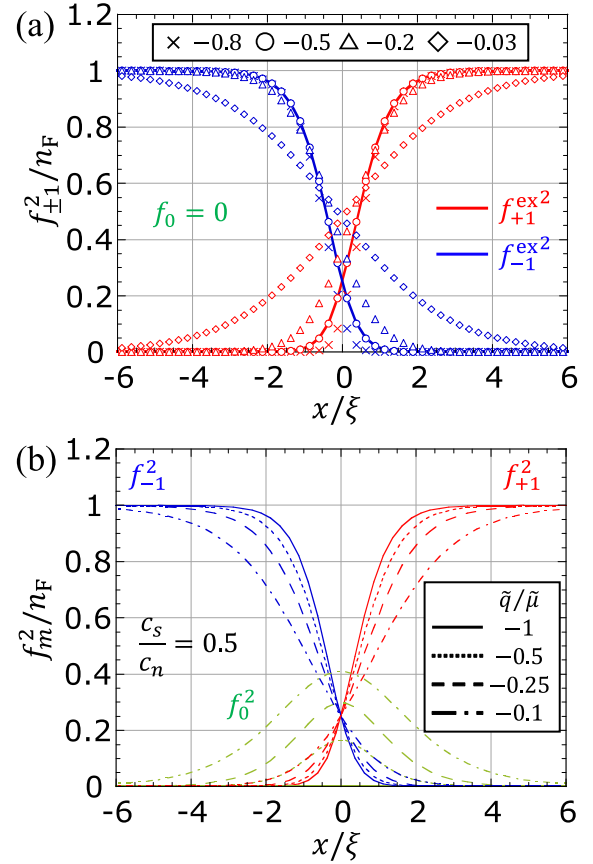 (a)
× −0.8 ○ −0.5 △ −0.2 ◇ −0.03
1.2
1
0.8
0.6
0.4
0.2
0
f²±1/nF
f0 = 0
f+1^ex2
f−1^ex2
−6 −4 −2 0 2 4 6
x/ξ
(b)
1.2
1
0.8
0.6
0.4
0.2
0
f²m/nF
f²−1
f²+1
cs/cn = 0.5
f²0
q̃/μ̃
−1
−0.5
−0.25
−0.1
-6 -4 -2 0 2 4 6
x/ξ